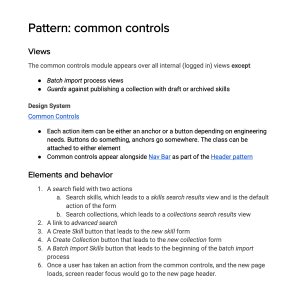 Pattern: common controls
Views
The common controls module appears over all internal (logged in) views except
● Batch import process views
● Guards against publishing a collection with draft or archived skills
Design System
Common Controls
● Each action item can be either an anchor or a button depending on engineering
needs. Buttons do something, anchors go somewhere. The class can be
attached to either element
● Common controls appear alongside Nav Bar as part of the Header pattern
Elements and behavior
1. A search field with two actions
a. Search skills, which leads to a skills search results view and is the default
action of the form
b. Search collections, which leads to a collections search results view
2. A link to advanced search
3. A Create Skill button that leads to the new skill form
4. A Create Collection button that leads to the new collection form
5. A Batch Import Skills button that leads to the beginning of the batch import
process
6. Once a user has taken an action from the common controls, and the new page
loads, screen reader focus would go to the new page header.